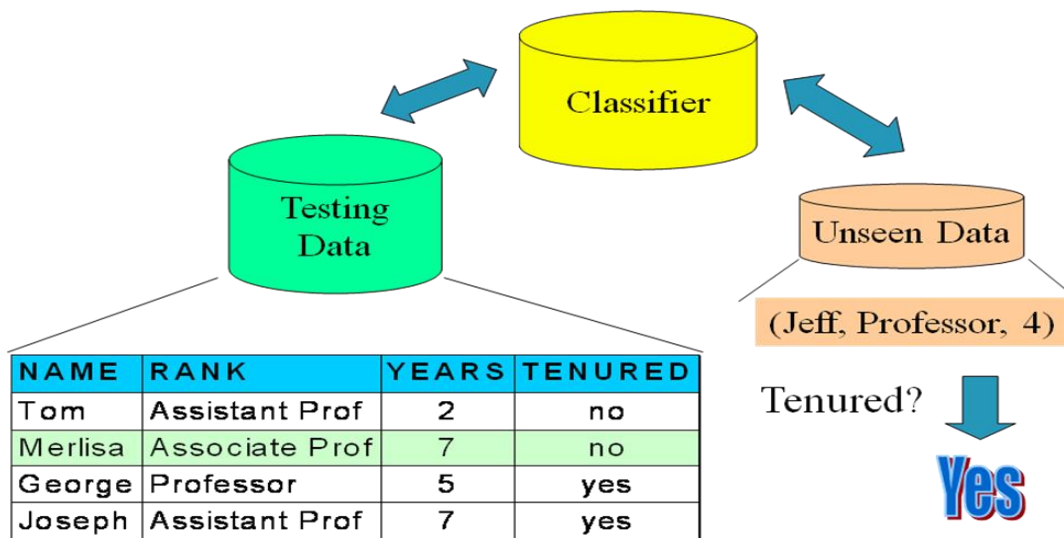 Classifier
Testing
Data
Unseen Data
(Jeff, Professor, 4)
NAME RANK YEARS TENURED
Tom Assistant Prof 2 no
Merlisa Associate Prof 7 no
George Professor 5 yes
Joseph Assistant Prof 7 yes
Tenured?
Yes